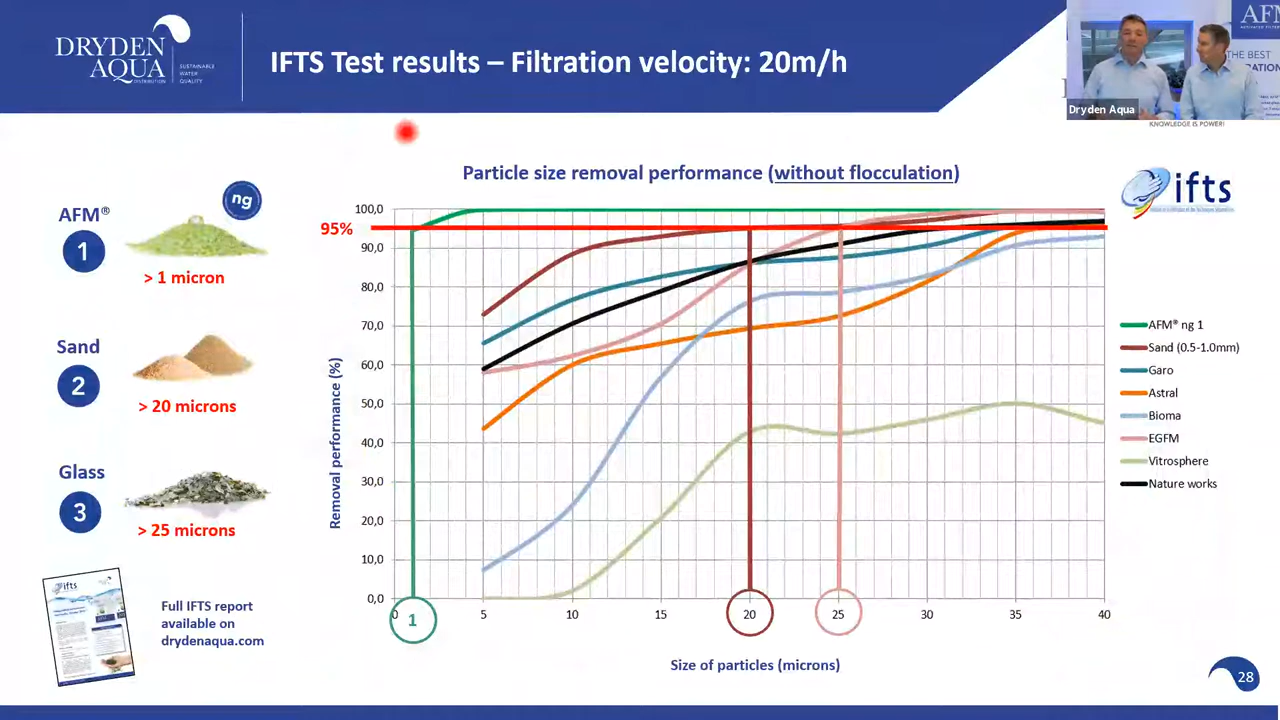 DRYDEN
AQUA
DISTRIBUTION
SUSTAINABLE
WATER
QUALITY
IFTS Test results – Filtration velocity: 20m/h
AFM
THE BEST
Dryden Aqua
KNOWLEDGE IS POWER!
Particle size removal performance (without flocculation)
ifts
AFM®
ng
1
> 1 micron
Sand
2
> 20 microns
Glass
3
> 25 microns
ifts
Full IFTS report
available on
drydenaqua.com
Removal performance (%)
100,0
95%
90,0
80,0
70,0
60,0
50,0
40,0
30,0
20,0
10,0
0,0
0
1
5
10
15
20
25
30
35
40
Size of particles (microns)
AFM® ng 1
Sand (0.5-1.0mm)
Garo
Astral
Bioma
EGFM
Vitrosphere
Nature works
28